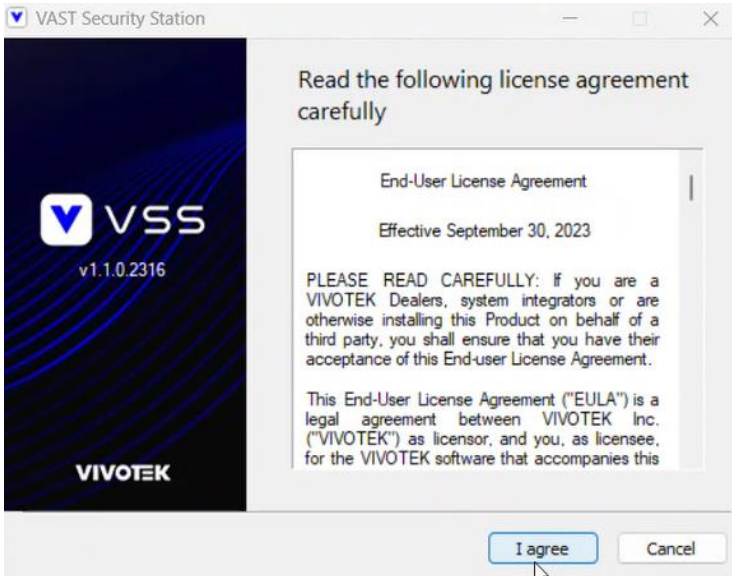 VAST Security Station
Read the following license agreement
carefully
VSS
v1.1.0.2316
VIVOTEK
End-User License Agreement
Effective September 30, 2023
PLEASE READ CAREFULLY: If you are a
VIVOTEK Dealers, system integrators or are
otherwise installing this Product on behalf of a
third party, you shall ensure that you have their
acceptance of this End-user License Agreement.
This End-User License Agreement ("EULA") is a
legal agreement between VIVOTEK Inc.
("VIVOTEK") as licensor, and you, as licensee,
for the VIVOTEK software that accompanies this
I agree
Cancel